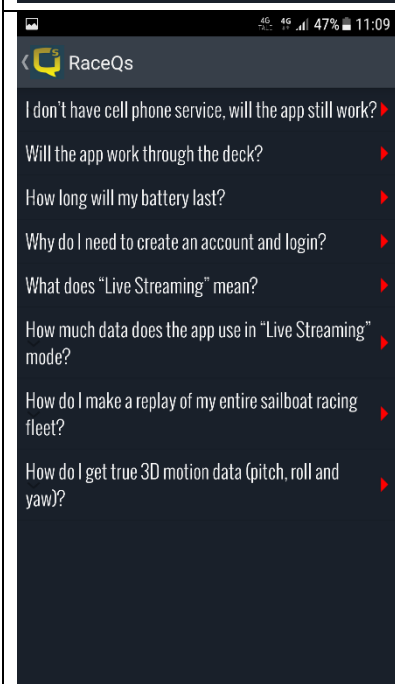 4G 4G 47% 11:09
RaceQs
I don't have cell phone service, will the app still work?
Will the app work through the deck?
How long will my battery last?
Why do I need to create an account and login?
What does “Live Streaming” mean?
How much data does the app use in “Live Streaming”
mode?
How do I make a replay of my entire sailboat racing
fleet?
How do I get true 3D motion data (pitch, roll and
yaw)?